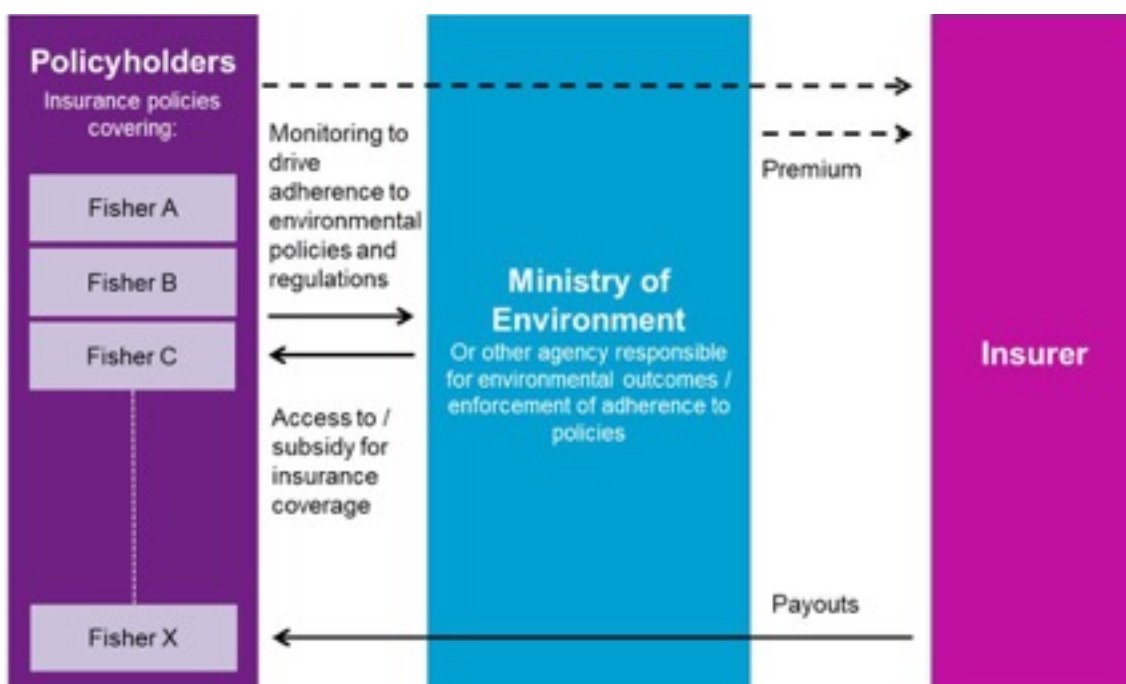 Policyholders
Insurance policies
covering:
Fisher A
Fisher B
Fisher C
Fisher X
Monitoring to
drive
adherence to
environmental
policies and
regulations
Access to /
subsidy for
insurance
coverage
Ministry of
Environment
Or other agency responsible
for environmental outcomes /
enforcement of adherence to
policies
Premium
Payouts
Insurer